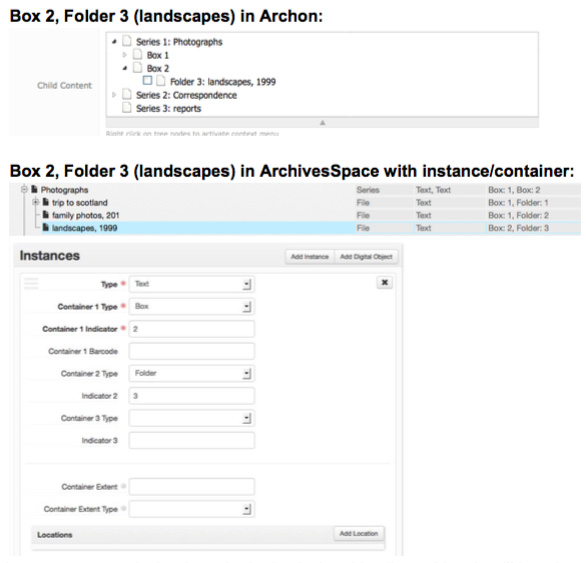 Box 2, Folder 3 (landscapes) in Archon:
Series 1: Photographs
Box 1
Box 2
Child Content
Folder 3: landscapes, 1999
Series 2: Correspondence
Series 3: reports
Right click on tree nodes to activate context menu
Box 2, Folder 3 (landscapes) in ArchivesSpace with instance/container:
Photographs Series Text, Text Box: 1, Box: 2
trip to scotland File Text Box: 1, Folder: 1
family photos, 201 File Text Box: 1, Folder: 2
landscapes, 1999 File Text Box: 2, Folder: 3
Instances Add Instance Add Digital Object
Type * Text
Container 1 Type * Box
Container 1 Indicator * 2
Container 1 Barcode
Container 2 Type Folder
Indicator 2 3
Container 3 Type
Indicator 3
Container Extent
Container Extent Type
Locations Add Location